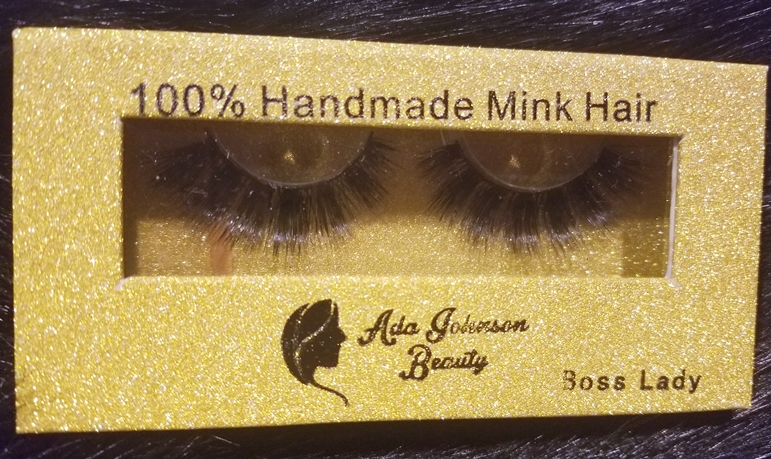 100% Handmade Mink Hair
Ada Johnson
Beauty
Boss Lady